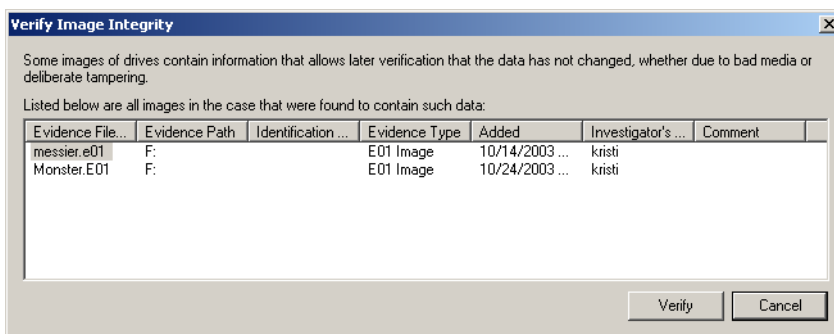 Verify Image Integrity
Some images of drives contain information that allows later verification that the data has not changed, whether due to bad media or
deliberate tampering.
Listed below are all images in the case that were found to contain such data:
Evidence File... Evidence Path Identification ... Evidence Type Added Investigator's ... Comment
messier.e01 F: E01 Image 10/14/2003 ... kristi
Monster.E01 F: E01 Image 10/24/2003 ... kristi
Verify Cancel